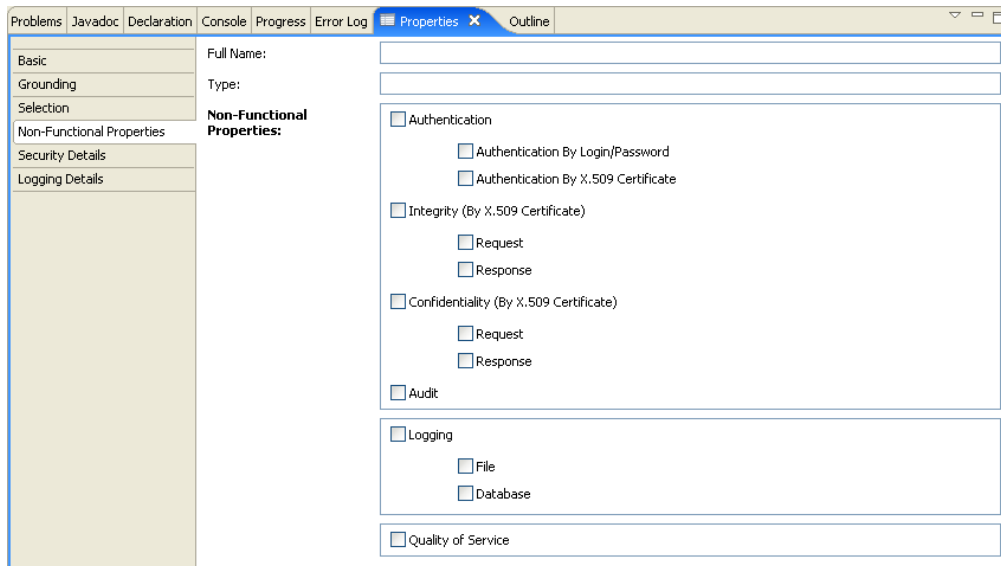 Problems Javadoc Declaration Console Progress Error Log Properties Outline
Basic
Grounding
Selection
Non-Functional Properties
Security Details
Logging Details
Full Name:
Type:
Non-Functional
Properties:
Authentication
Authentication By Login/Password
Authentication By X.509 Certificate
Integrity (By X.509 Certificate)
Request
Response
Confidentiality (By X.509 Certificate)
Request
Response
Audit
Logging
File
Database
Quality of Service